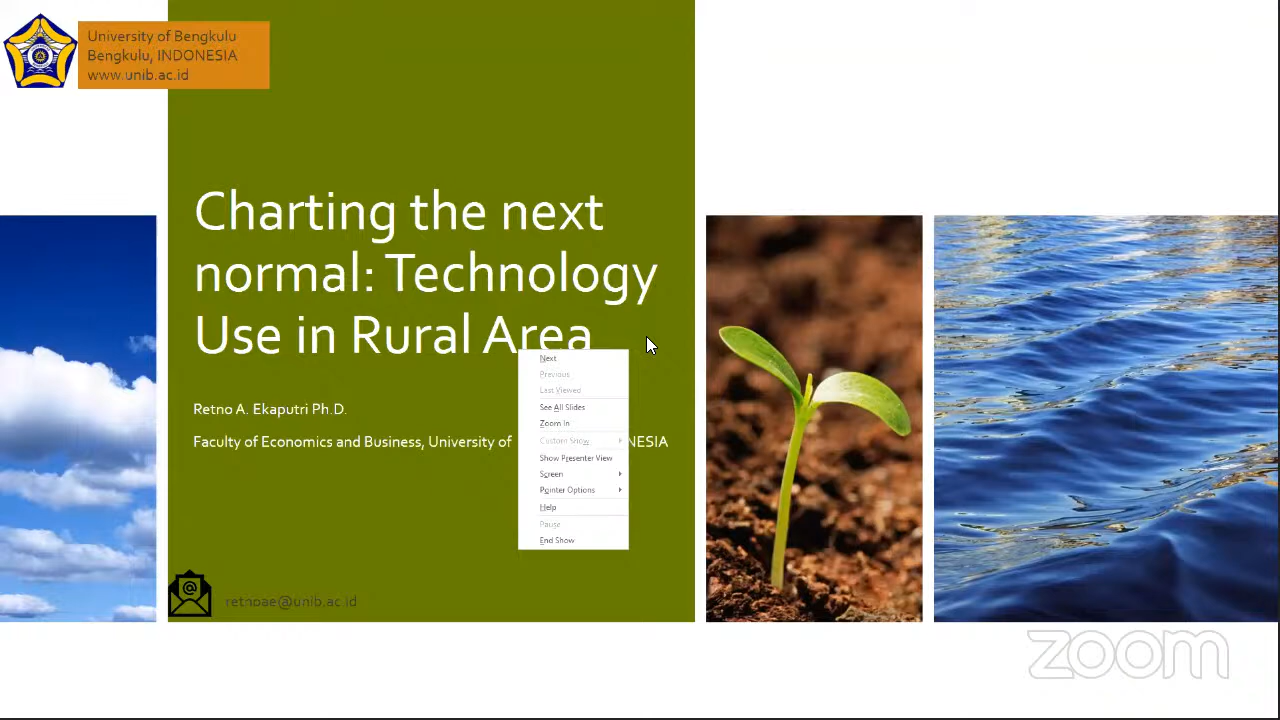 University of Bengkulu
Bengkulu, INDONESIA
www.unib.ac.id
Charting the next
normal: Technology
Use in Rural Area
Retno A. Ekaputri Ph.D.
Faculty of Economics and Business, University of
NESIA
Next
Previous
Last Viewed
See All Slides
Zoom In
Custom Show
Show Presenter View
Screen
Pointer Options
Help
Pause
End Show
retnpae@unib.ac.id
zoom